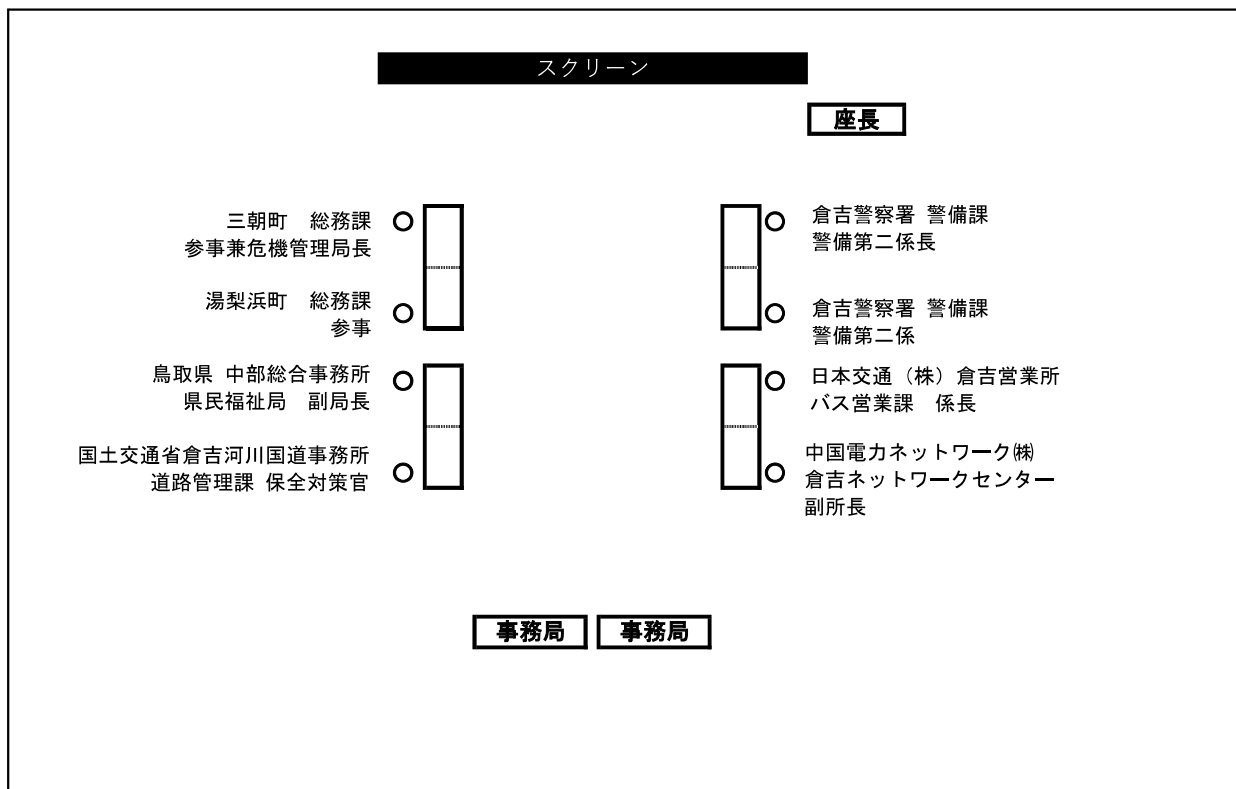 スクリーン
座長
三朝町　総務課
参事兼危機管理局長
湯梨浜町　総務課
参事
鳥取県 中部総合事務所
県民福祉局　副局長
国土交通省倉吉河川国道事務所
道路管理課 保全対策官
倉吉警察署 警備課
警備第二係長
倉吉警察署 警備課
警備第二係
日本交通（株）倉吉営業所
バス営業課　係長
中国電力ネットワーク㈱
倉吉ネットワークセンター
副所長
事務局
事務局